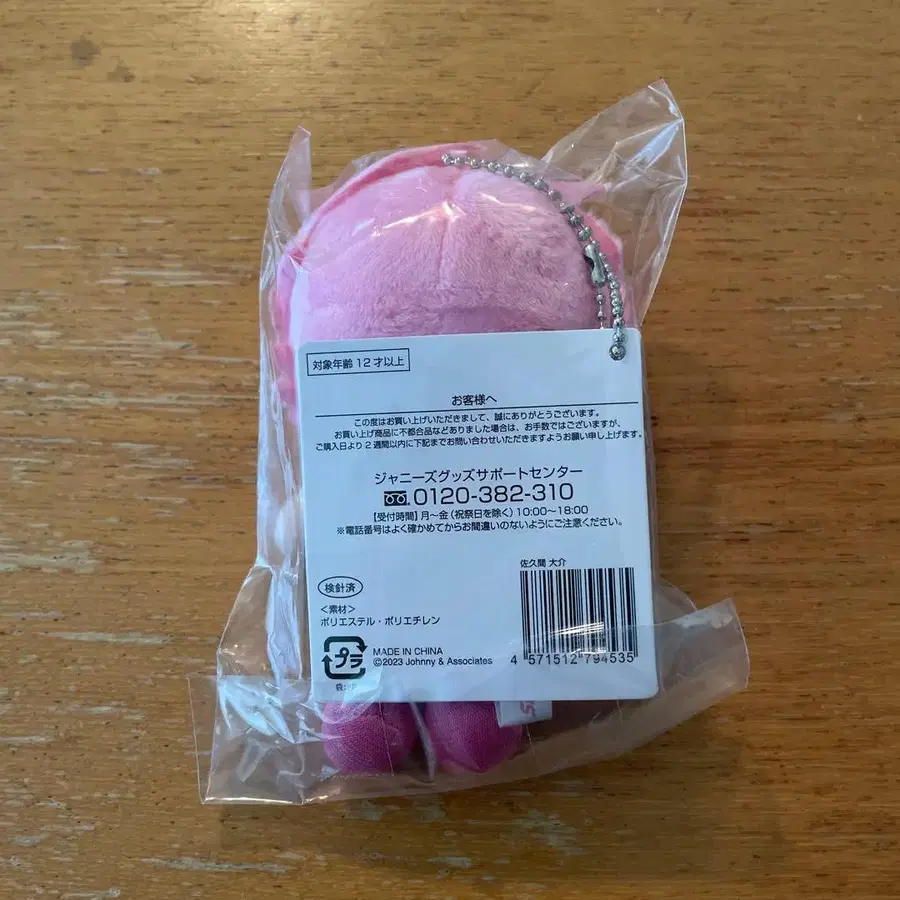 対象年齢12才以上
お客様へ
この度はお買い上げいただきまして、誠にありがとうございます。
お買い上げ商品に不都合品などありました場合は、お手数ではございますが、
ご購入日より2週間以内に下記までお問い合わせいただきますようお願い申し上げます。
ジャニーズグッズサポートセンター
0120-382-310
【受付時間】月〜金(祝祭日を除く)10:00〜18:00
※電話番号はよく確かめてからお間違いのないようにご注意ください。
佐久間 大介
検針済
<素材>
ポリエステル・ポリエチレン
プラ
MADE IN CHINA
©2023 Johnny & Associates
4 571512 794535